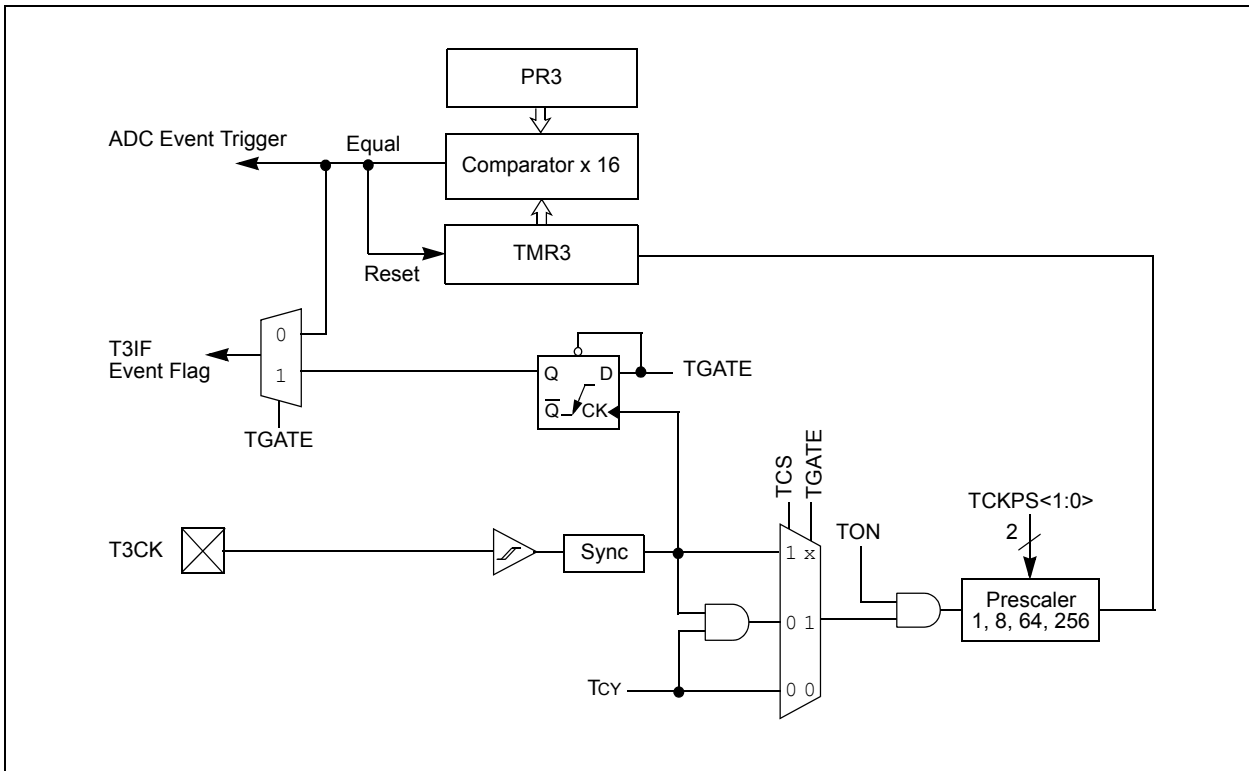 PR3
ADC Event Trigger
Equal
Comparator x 16
TMR3
Reset
0
T3IF
Event Flag
1
Q D
TGATE
Q̅ CK
TGATE
TCS
TGATE
TCKPS<1:0>
2
T3CK
Sync
1 x
TON
Prescaler
1, 8, 64, 256
0 1
TCY
0 0